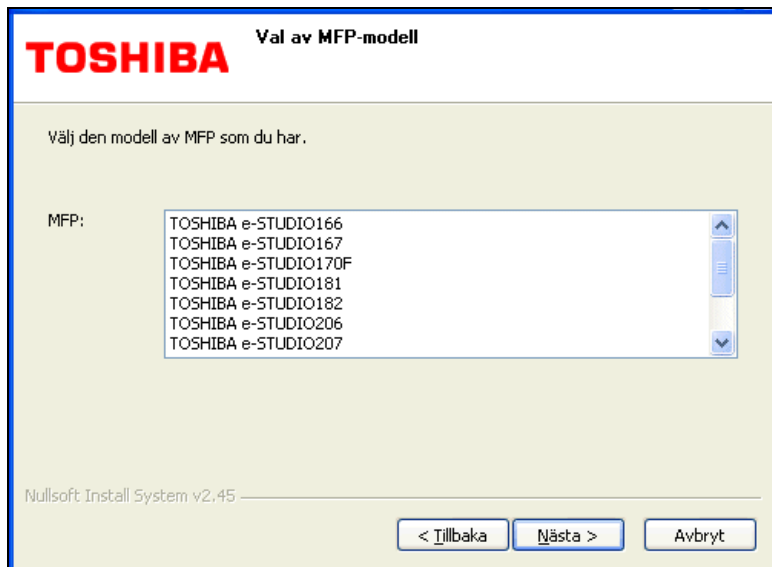 TOSHIBA
Val av MFP-modell
Välj den modell av MFP som du har.
MFP:
TOSHIBA e-STUDIO166
TOSHIBA e-STUDIO167
TOSHIBA e-STUDIO170F
TOSHIBA e-STUDIO181
TOSHIBA e-STUDIO182
TOSHIBA e-STUDIO206
TOSHIBA e-STUDIO207
Nullsoft Install System v2.45
< Tillbaka
Nästa >
Avbryt